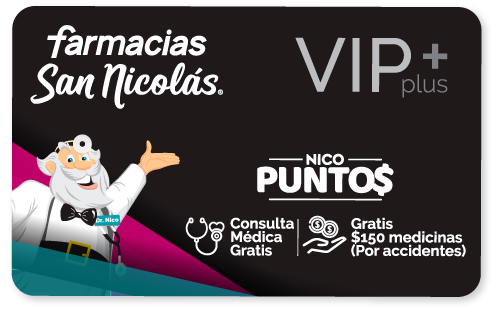 farmacias
San Nicolás®
VIP+
plus
Dr. Nico
NICO
PUNTO$
Consulta
Médica
Gratis
Gratis
$150 medicinas
(Por accidentes)